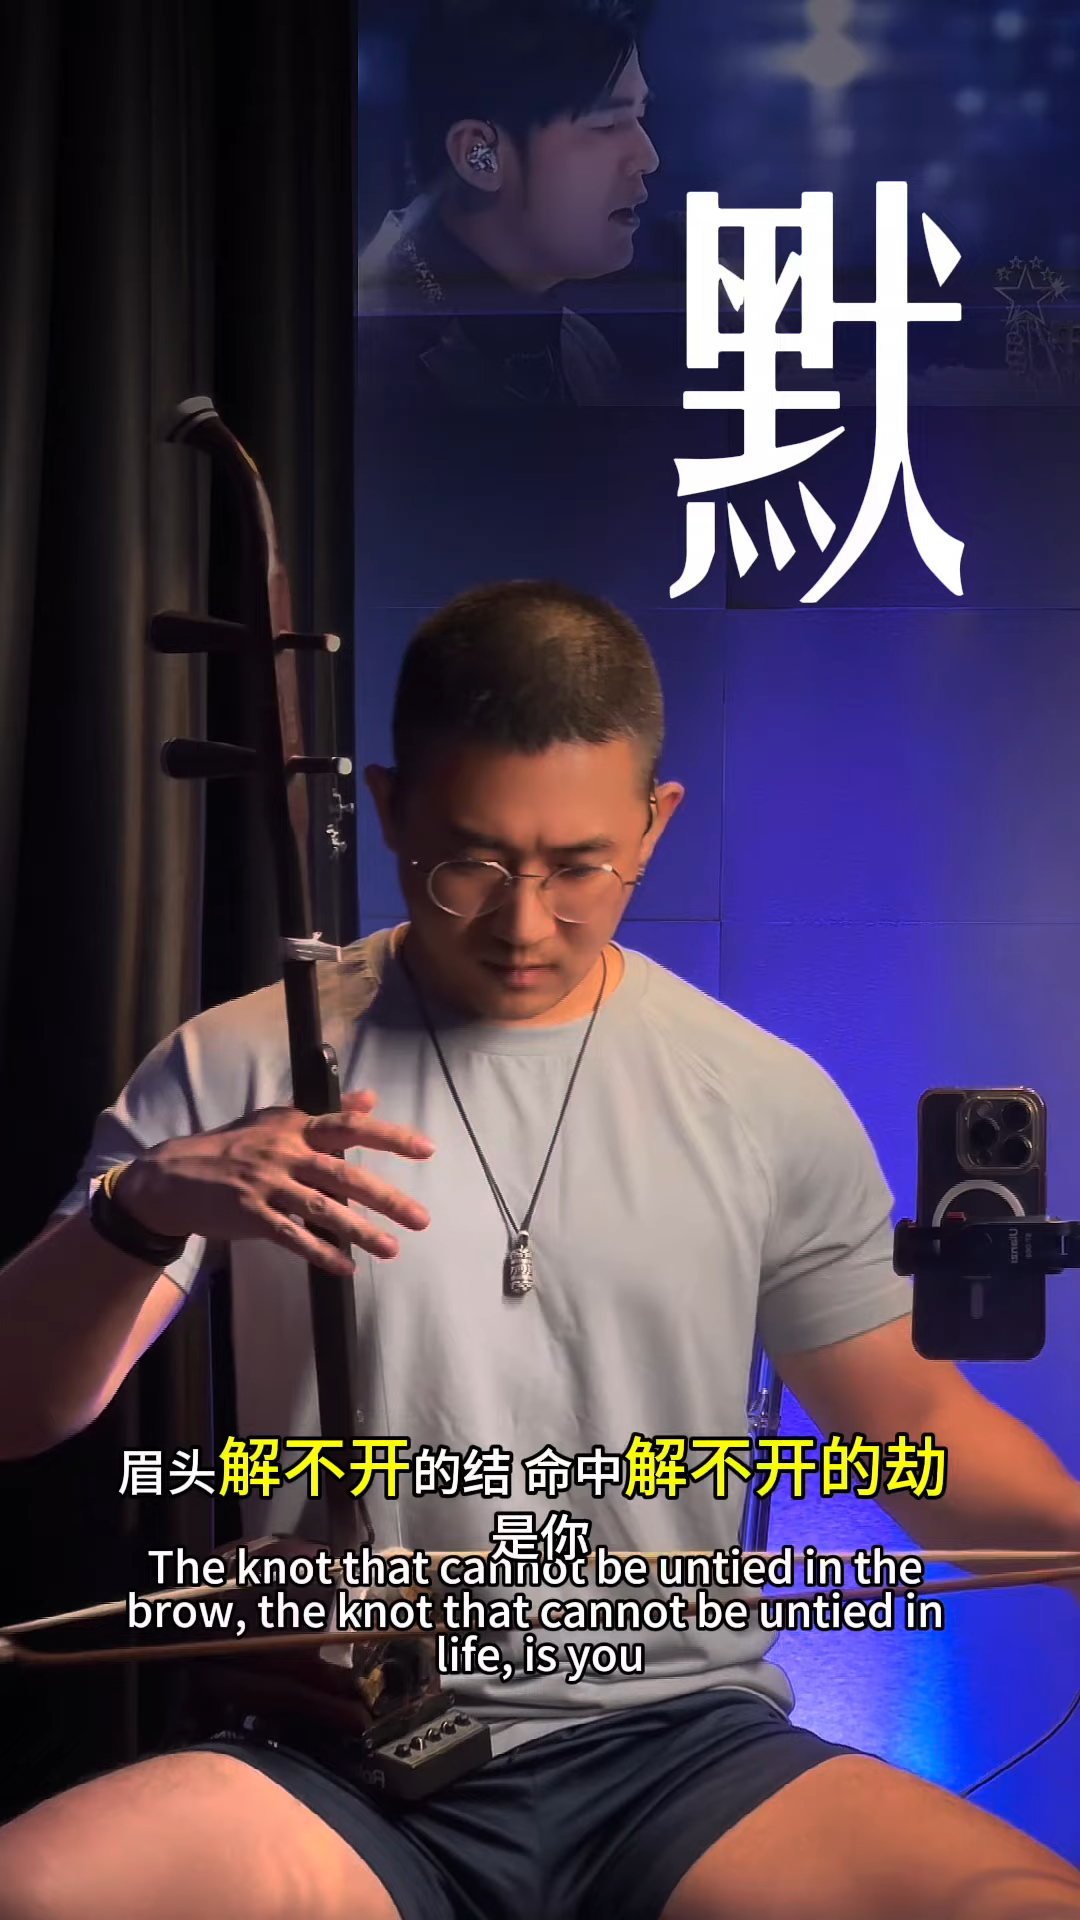 默
眉头解不开的结 命中解不开的劫
是你
The knot that cannot be untied in the
brow, the knot that cannot be untied in
life, is you
Ulanzi